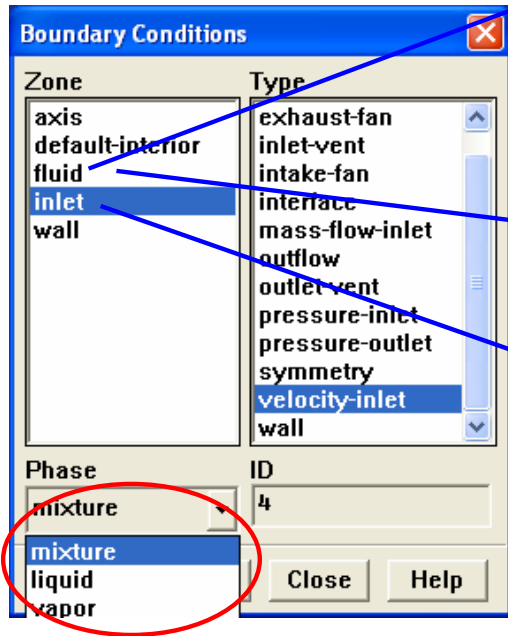 Boundary Conditions
Zone
axis
default-interior
fluid
inlet
wall
Type
exhaust-fan
inlet-vent
intake-fan
interface
mass-flow-inlet
outflow
outlet-vent
pressure-inlet
pressure-outlet
symmetry
velocity-inlet
wall
Phase
mixture
mixture
liquid
vapor
ID
4
Close
Help